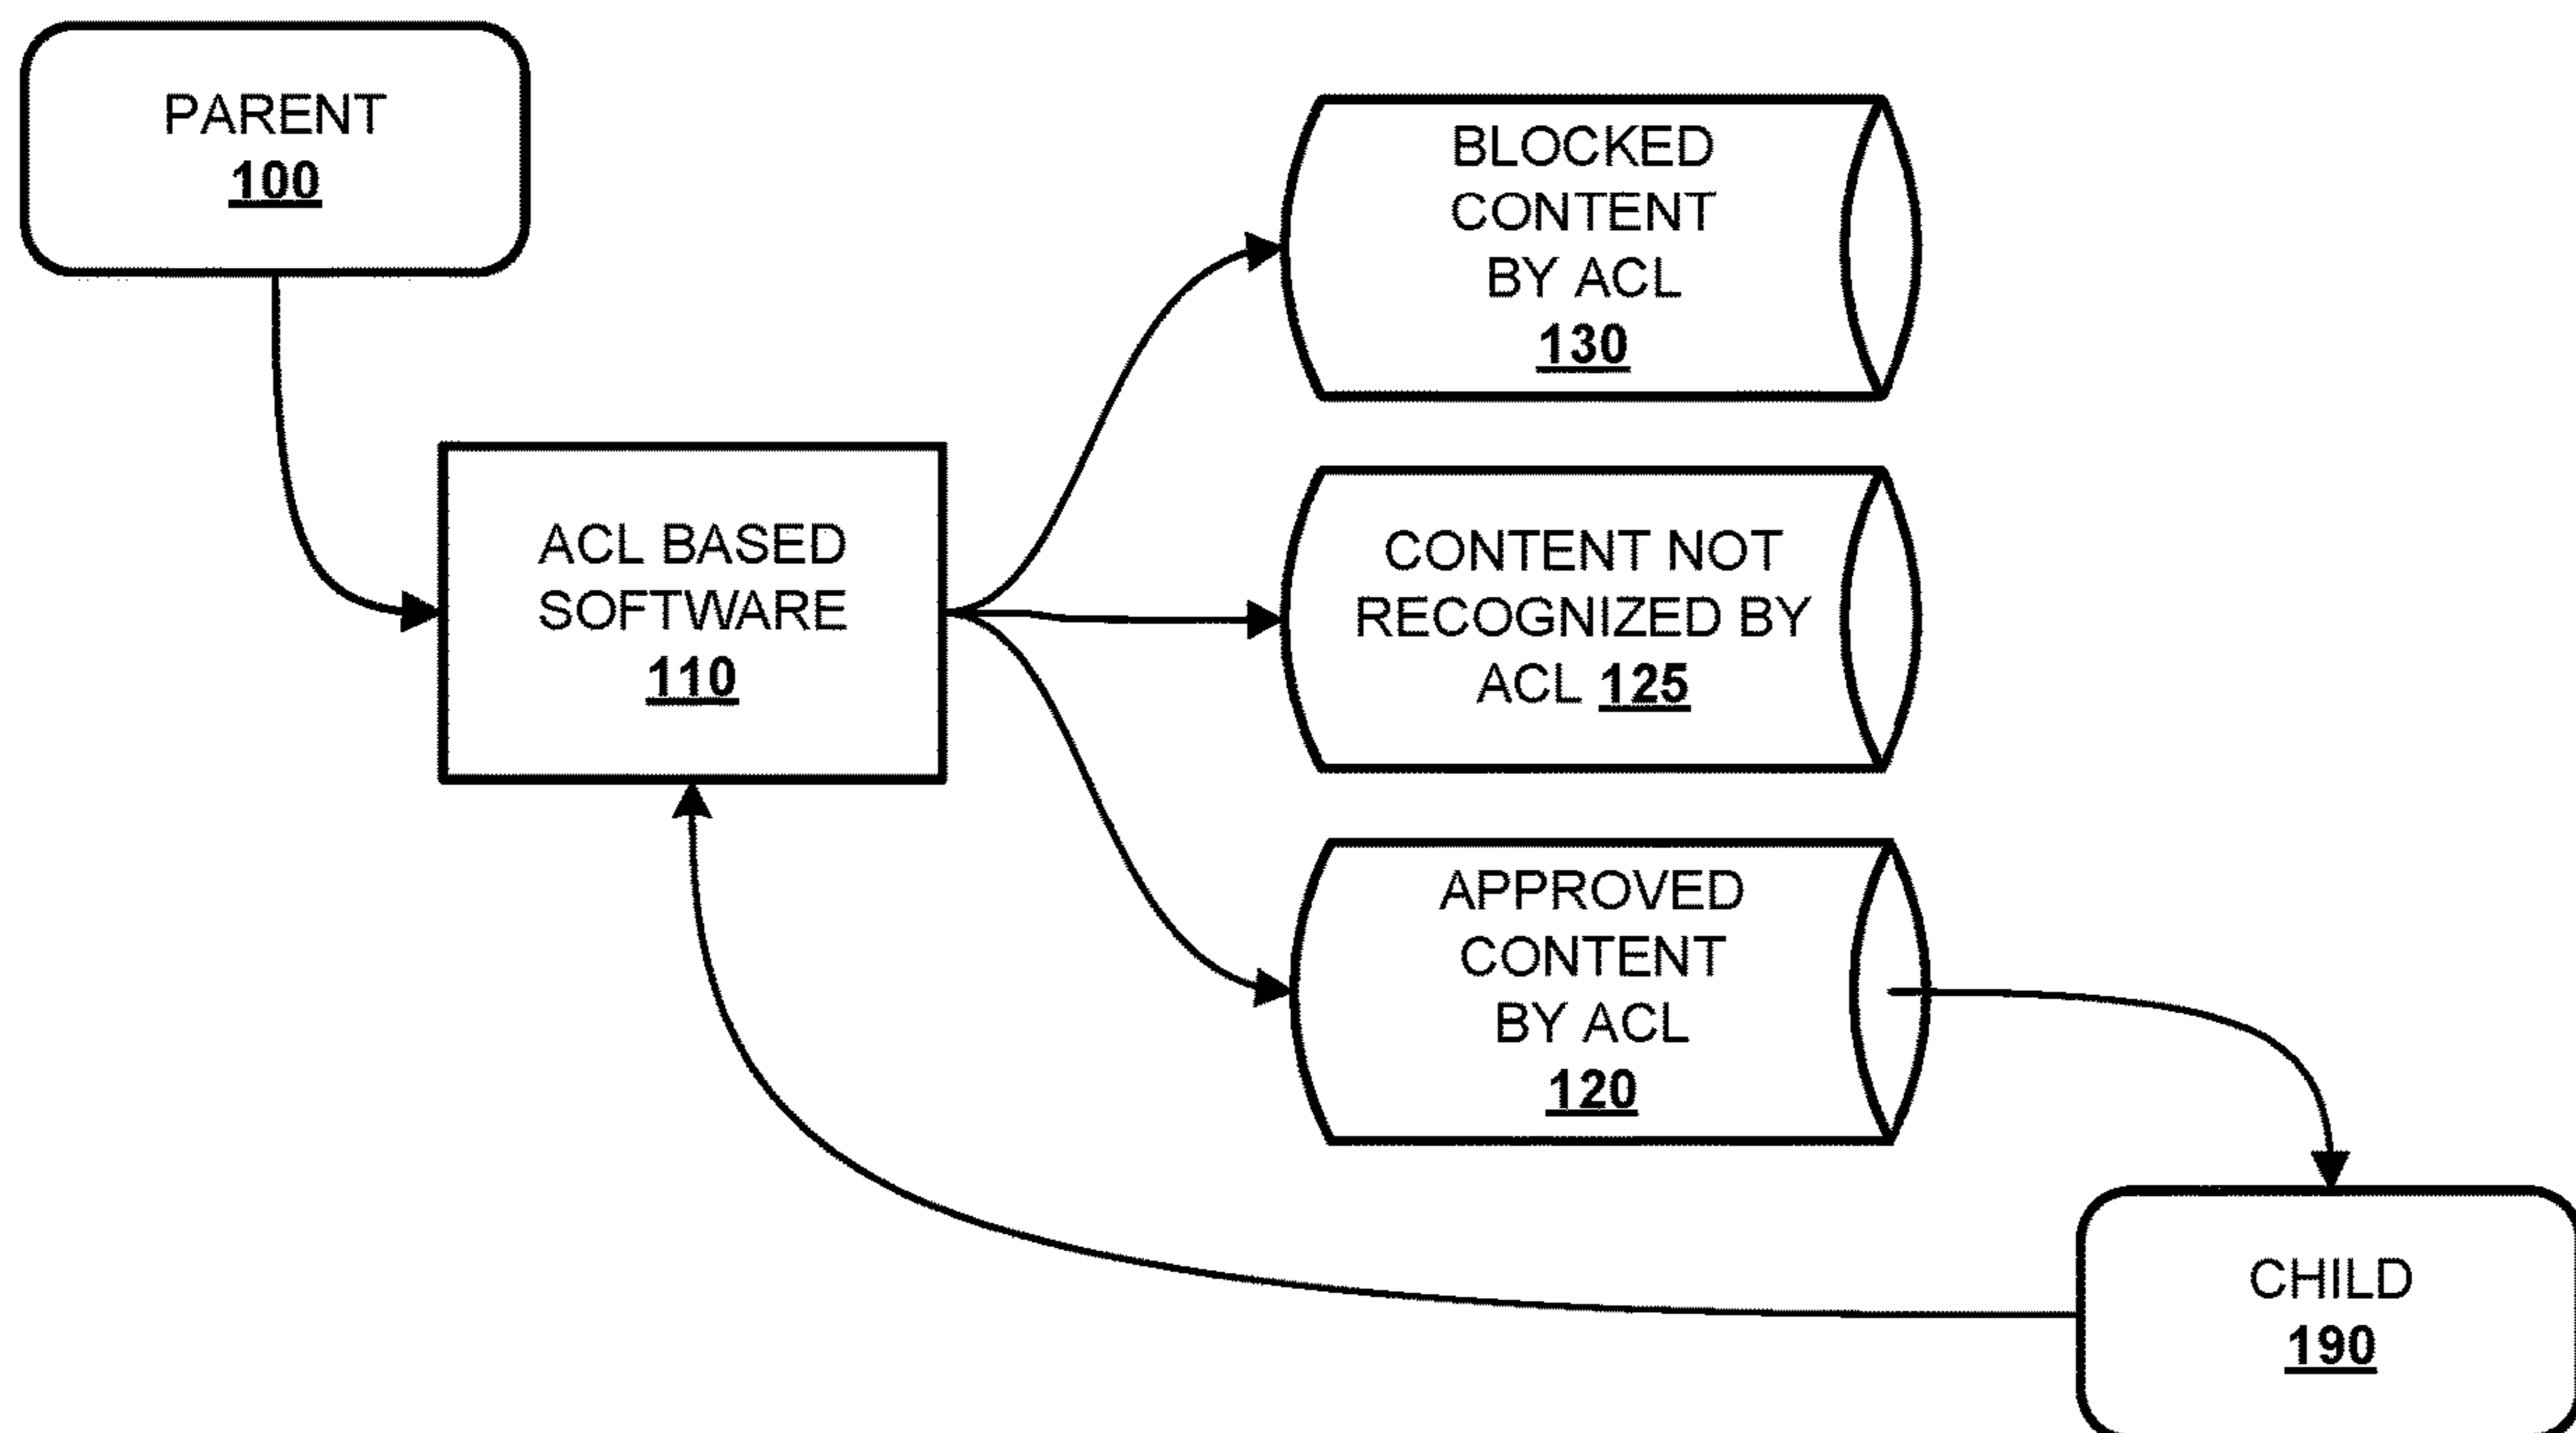 PARENT
100
BLOCKED
CONTENT
BY ACL
130
ACL BASED
SOFTWARE
110
CONTENT NOT
RECOGNIZED BY
ACL 125
APPROVED
CONTENT
BY ACL
120
CHILD
190